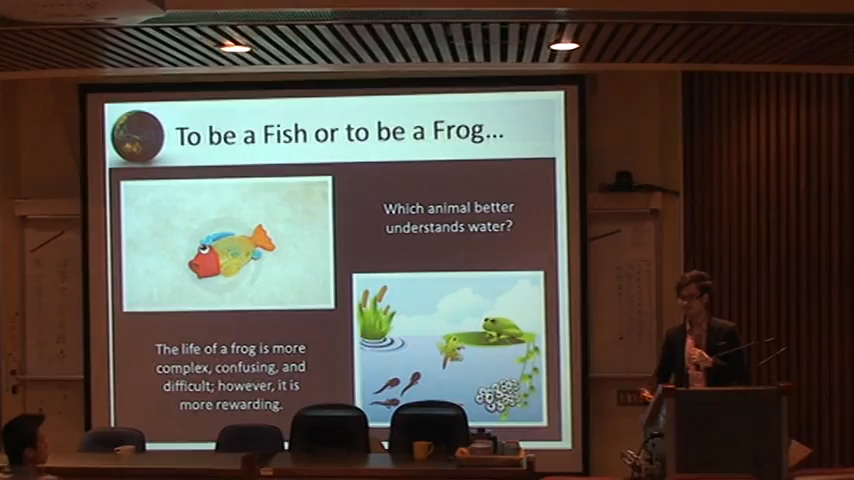 To be a Fish or to be a Frog...
Which animal better
understands water?
The life of a frog is more
complex, confusing, and
difficult; however, it is
more rewarding.